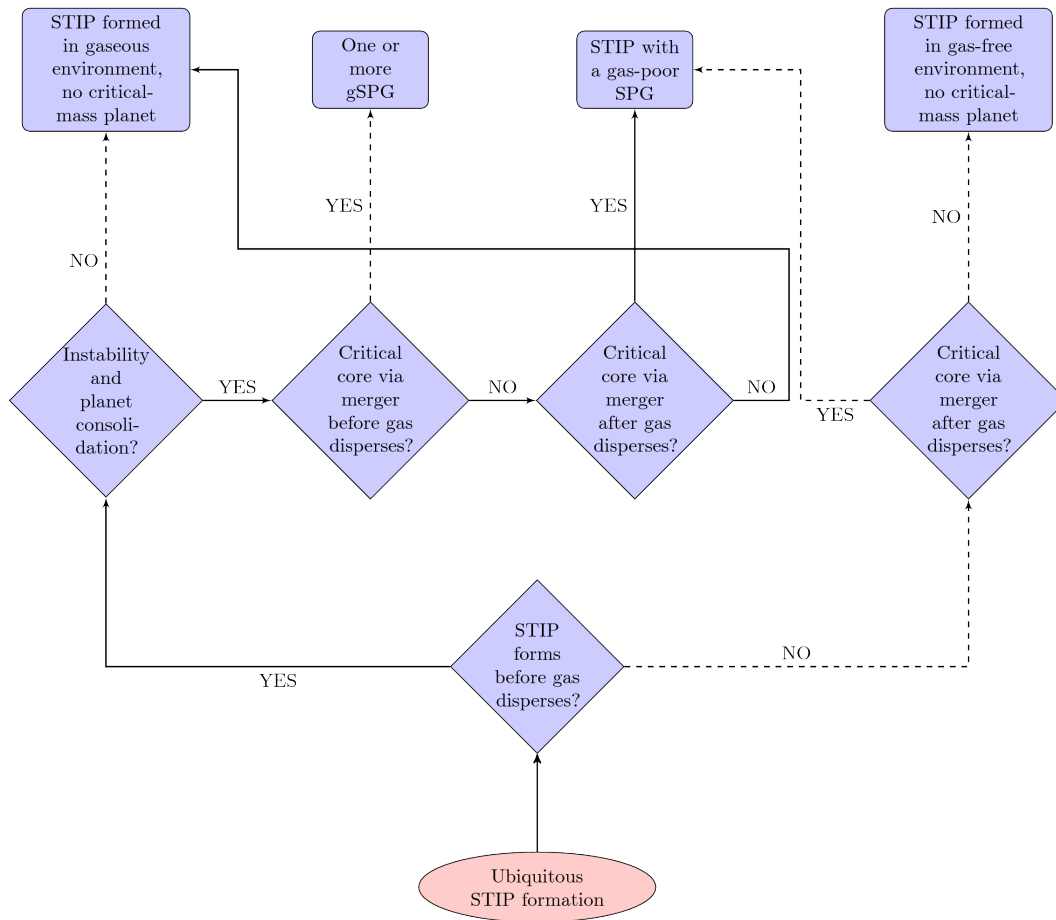 STIP formed
in gaseous
environment,
no critical-
mass planet
One or
more
gSPG
STIP with
a gas-poor
SPG
STIP formed
in gas-free
environment,
no critical-
mass planet
NO
YES
YES
NO
Instability
and
planet
consoli-
dation?
YES
Critical
core via
merger
before gas
disperses?
NO
Critical
core via
merger
after gas
disperses?
NO
YES
Critical
core via
merger
after gas
disperses?
YES
STIP
forms
before gas
disperses?
NO
Ubiquitous
STIP formation